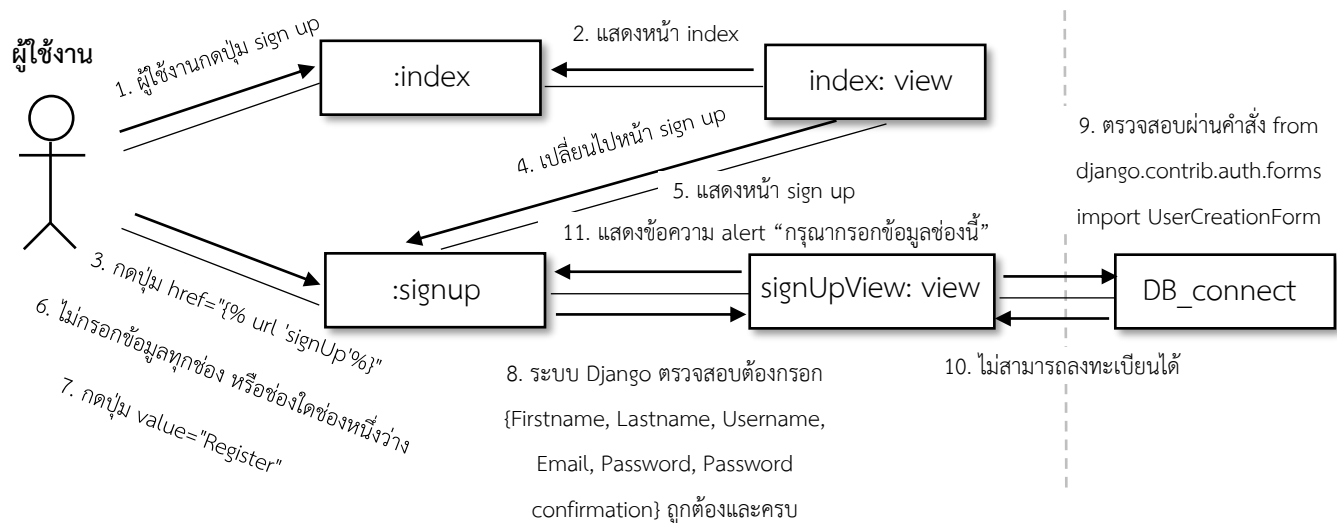 ผู้ใช้งาน
1. ผู้ใช้งานกดปุ่ม sign up
:index
2. แสดงหน้า index
index: view
3. กดปุ่ม href="{% url 'signUp'%}"
4. เปลี่ยนไปหน้า sign up
5. แสดงหน้า sign up
11. แสดงข้อความ alert “กรุณากรอกข้อมูลช่องนี้”
:signup
signUpView: view
DB_connect
6. ไม่กรอกข้อมูลทุกช่อง หรือช่องใดช่องหนึ่งว่าง
7. กดปุ่ม value="Register"
8. ระบบ Django ตรวจสอบต้องกรอก
{Firstname, Lastname, Username,
Email, Password, Password
confirmation} ถูกต้องและครบ
9. ตรวจสอบผ่านคำสั่ง from
django.contrib.auth.forms
import UserCreationForm
10. ไม่สามารถลงทะเบียนได้